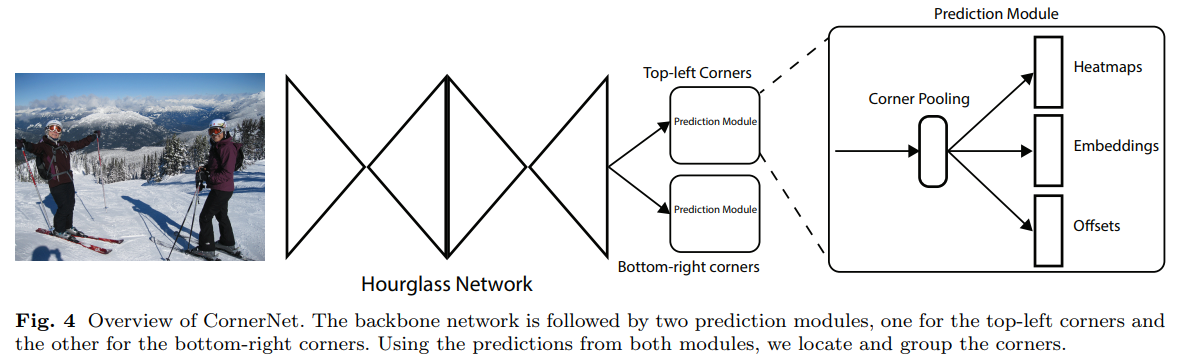 Prediction Module
Top-left Corners
Prediction Module
Prediction Module
Bottom-right corners
Hourglass Network
Corner Pooling
Heatmaps
Embeddings
Offsets
Fig. 4 Overview of CornerNet. The backbone network is followed by two prediction modules, one for the top-left corners and
the other for the bottom-right corners. Using the predictions from both modules, we locate and group the corners.